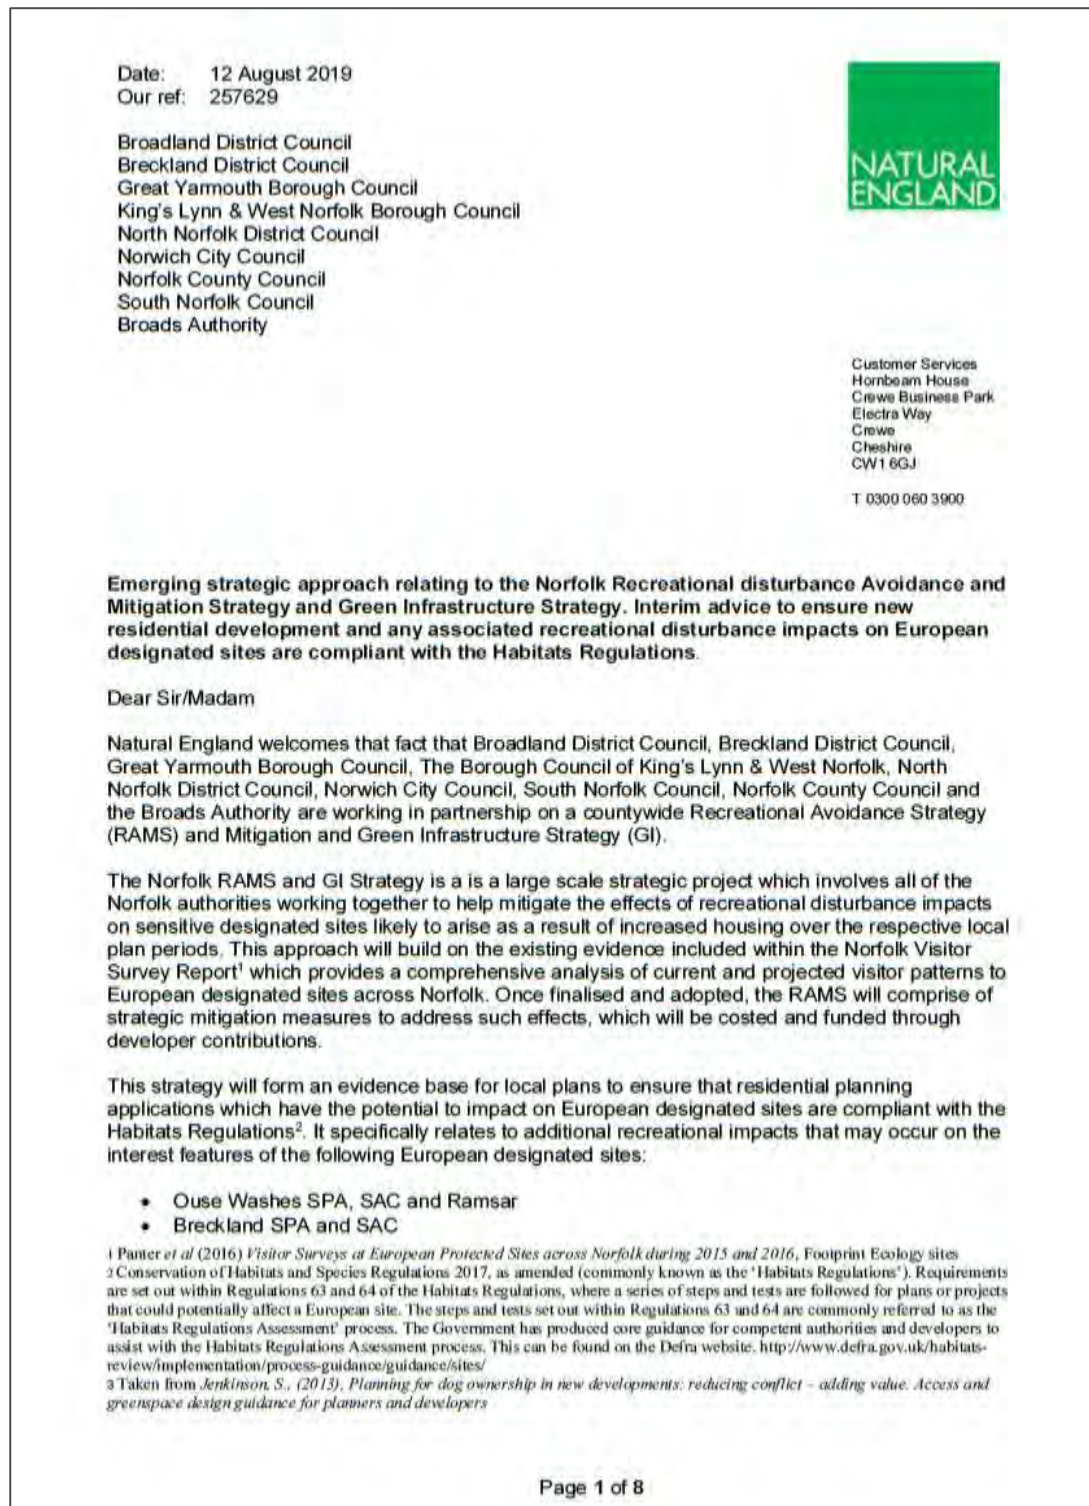 Date: 12 August 2019
Our ref: 257629
Broadland District Council
Breckland District Council
Great Yarmouth Borough Council
King's Lynn & West Norfolk Borough Council
North Norfolk District Council
Norwich City Council
Norfolk County Council
South Norfolk Council
Broads Authority
NATURAL
ENGLAND
Customer Services
Hornbeam House
Crewe Business Park
Electra Way
Crewe
Cheshire
CW1 6GJ
T 0300 060 3900
Emerging strategic approach relating to the Norfolk Recreational disturbance Avoidance and
Mitigation Strategy and Green Infrastructure Strategy. Interim advice to ensure new
residential development and any associated recreational disturbance impacts on European
designated sites are compliant with the Habitats Regulations.
Dear Sir/Madam
Natural England welcomes that fact that Broadland District Council, Breckland District Council,
Great Yarmouth Borough Council, The Borough Council of King's Lynn & West Norfolk, North
Norfolk District Council, Norwich City Council, South Norfolk Council, Norfolk County Council and
the Broads Authority are working in partnership on a countywide Recreational Avoidance Strategy
(RAMS) and Mitigation and Green Infrastructure Strategy (GI).
The Norfolk RAMS and GI Strategy is a is a large scale strategic project which involves all of the
Norfolk authorities working together to help mitigate the effects of recreational disturbance impacts
on sensitive designated sites likely to arise as a result of increased housing over the respective local
plan periods. This approach will build on the existing evidence included within the Norfolk Visitor
Survey Report¹ which provides a comprehensive analysis of current and projected visitor patterns to
European designated sites across Norfolk. Once finalised and adopted, the RAMS will comprise of
strategic mitigation measures to address such effects, which will be costed and funded through
developer contributions.
This strategy will form an evidence base for local plans to ensure that residential planning
applications which have the potential to impact on European designated sites are compliant with the
Habitats Regulations². It specifically relates to additional recreational impacts that may occur on the
interest features of the following European designated sites:
• Ouse Washes SPA, SAC and Ramsar
• Breckland SPA and SAC
1 Panter et al (2016) Visitor Surveys at European Protected Sites across Norfolk during 2015 and 2016, Footprint Ecology sites
2 Conservation of Habitats and Species Regulations 2017, as amended (commonly known as the 'Habitats Regulations'). Requirements
are set out within Regulations 63 and 64 of the Habitats Regulations, where a series of steps and tests are followed for plans or projects
that could potentially affect a European site. The steps and tests set out within Regulations 63 and 64 are commonly referred to as the
'Habitats Regulations Assessment' process. The Government has produced core guidance for competent authorities and developers to
assist with the Habitats Regulations Assessment process. This can be found on the Defra website. http://www.defra.gov.uk/habitats-
review/implementation/process-guidance/guidance/sites/
3 Taken from Jenkinson, S., (2013), Planning for dog ownership in new developments: reducing conflict – adding value. Access and
greenspace design guidance for planners and developers
Page 1 of 8